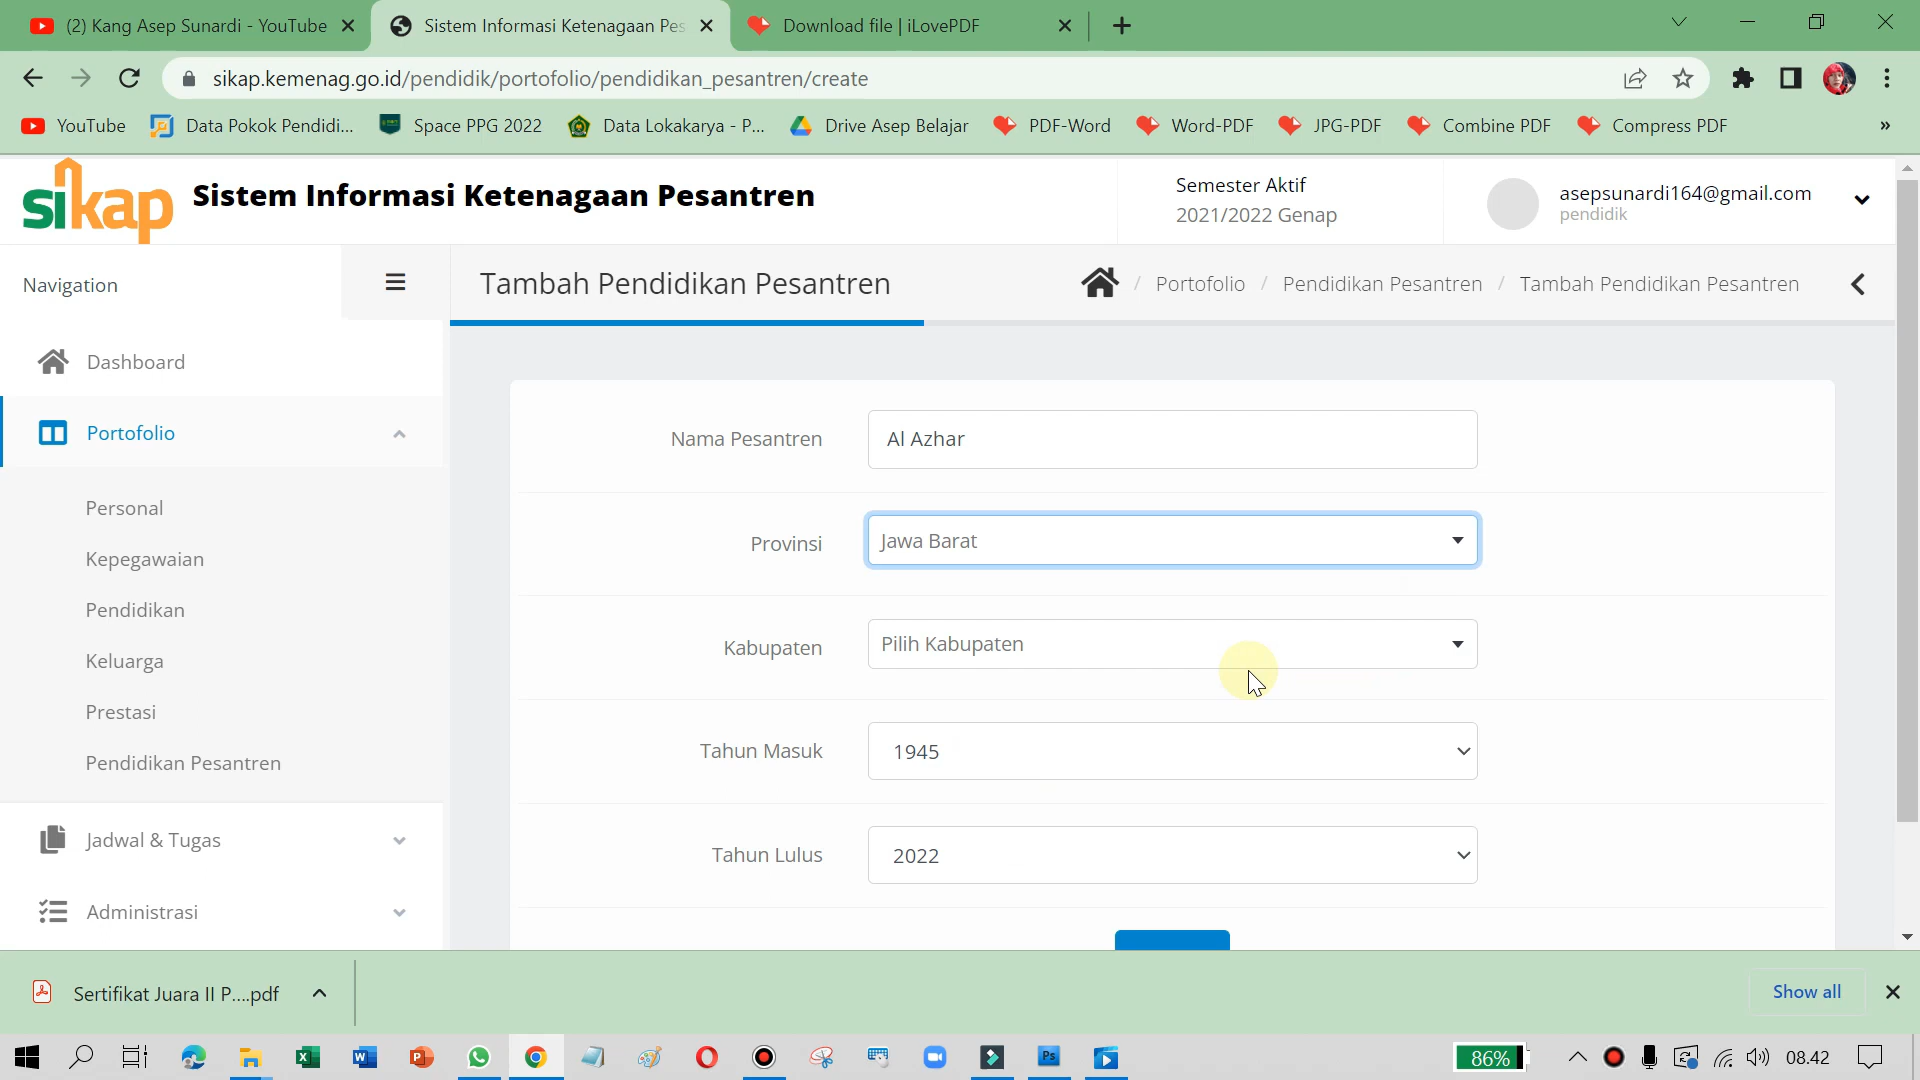 (2) Kang Asep Sunardi - YouTube
Sistem Informasi Ketenagaan Pes
Download file | iLovePDF
sikap.kemenag.go.id/pendidik/portofolio/pendidikan_pesantren/create
YouTube
Data Pokok Pendidi...
Space PPG 2022
Data Lokakarya - P...
Drive Asep Belajar
PDF-Word
Word-PDF
JPG-PDF
Combine PDF
Compress PDF
»
sikap
Sistem Informasi Ketenagaan Pesantren
Semester Aktif
2021/2022 Genap
asepsunardi164@gmail.com
pendidik
Navigation
Tambah Pendidikan Pesantren
/ Portofolio / Pendidikan Pesantren / Tambah Pendidikan Pesantren
Dashboard
Portofolio
Personal
Kepegawaian
Pendidikan
Keluarga
Prestasi
Pendidikan Pesantren
Jadwal & Tugas
Administrasi
Nama Pesantren
Al Azhar
Provinsi
Jawa Barat
Kabupaten
Pilih Kabupaten
Tahun Masuk
1945
Tahun Lulus
2022
Sertifikat Juara II P....pdf
Show all
86%
08.42